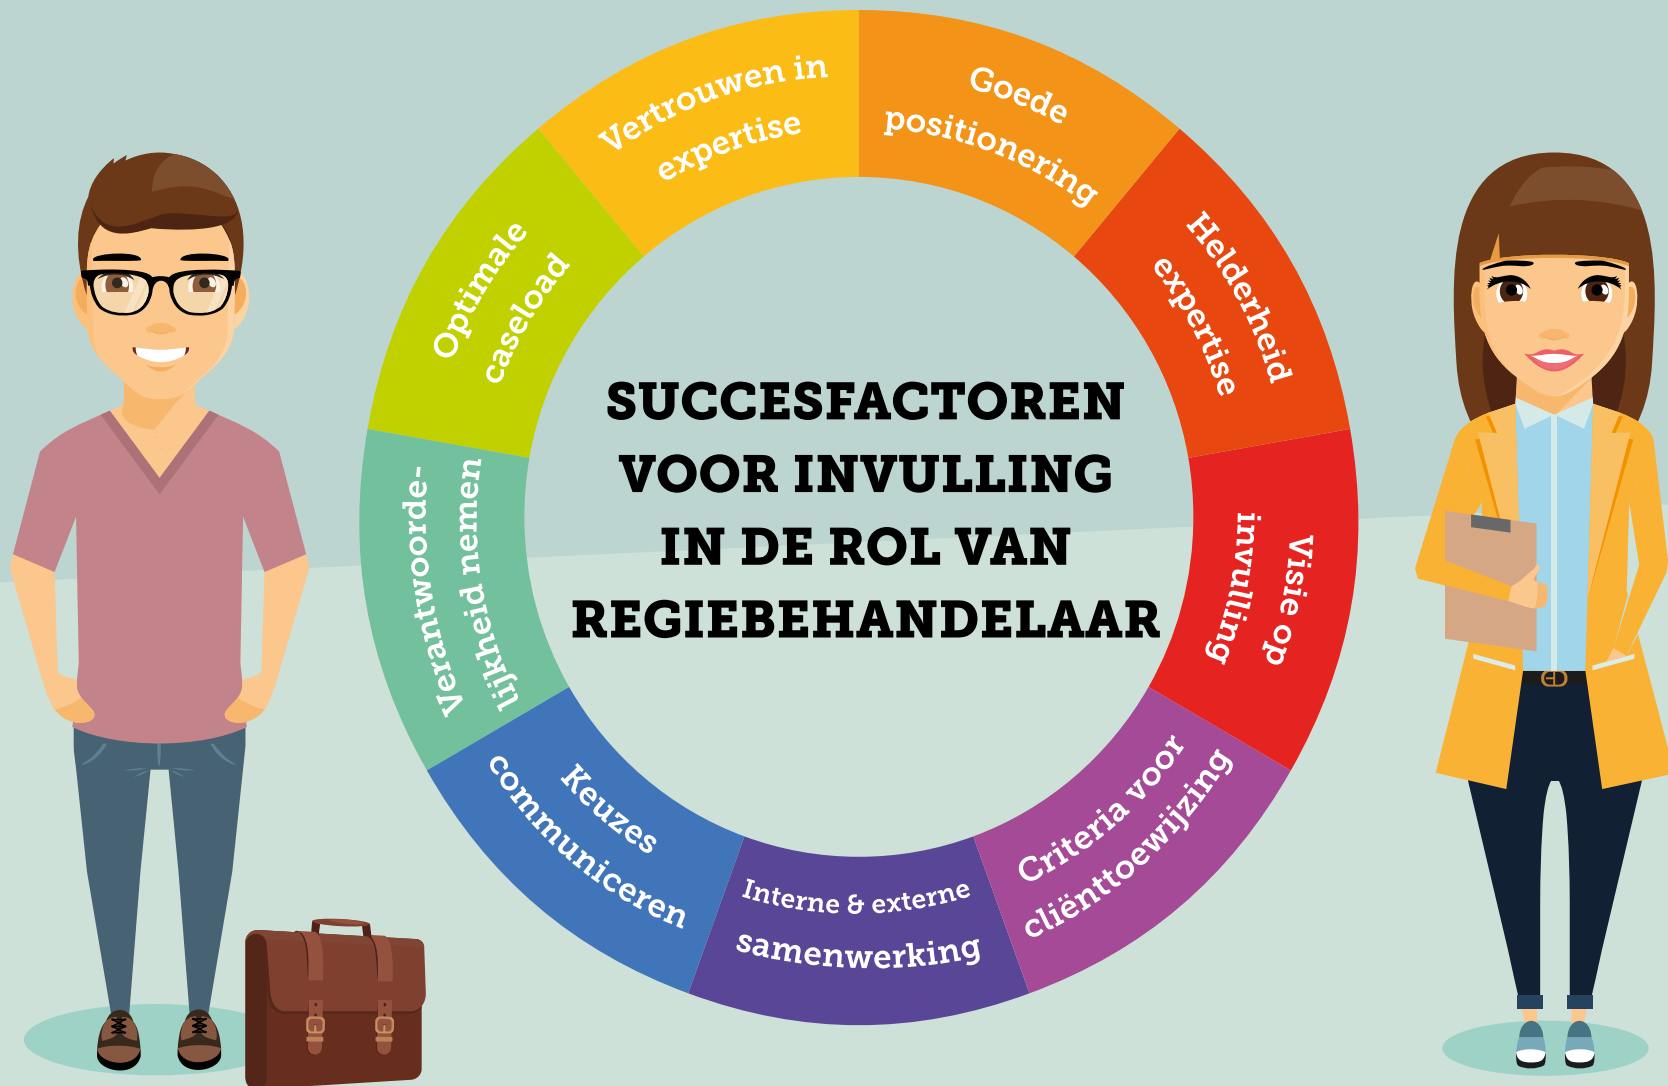 SUCCESFACTOREN
VOOR INVULLING
IN DE ROL VAN
REGIEBEHANDELAAR
Goede
positionering
Helderheid
expertise
Visie op
invulling
Criteria voor
cliënttoewijzing
Interne & externe
samenwerking
Keuzes
communiceren
Verantwoorde-
lijkheid nemen
Optimale
caseload
Vertrouwen in
expertise